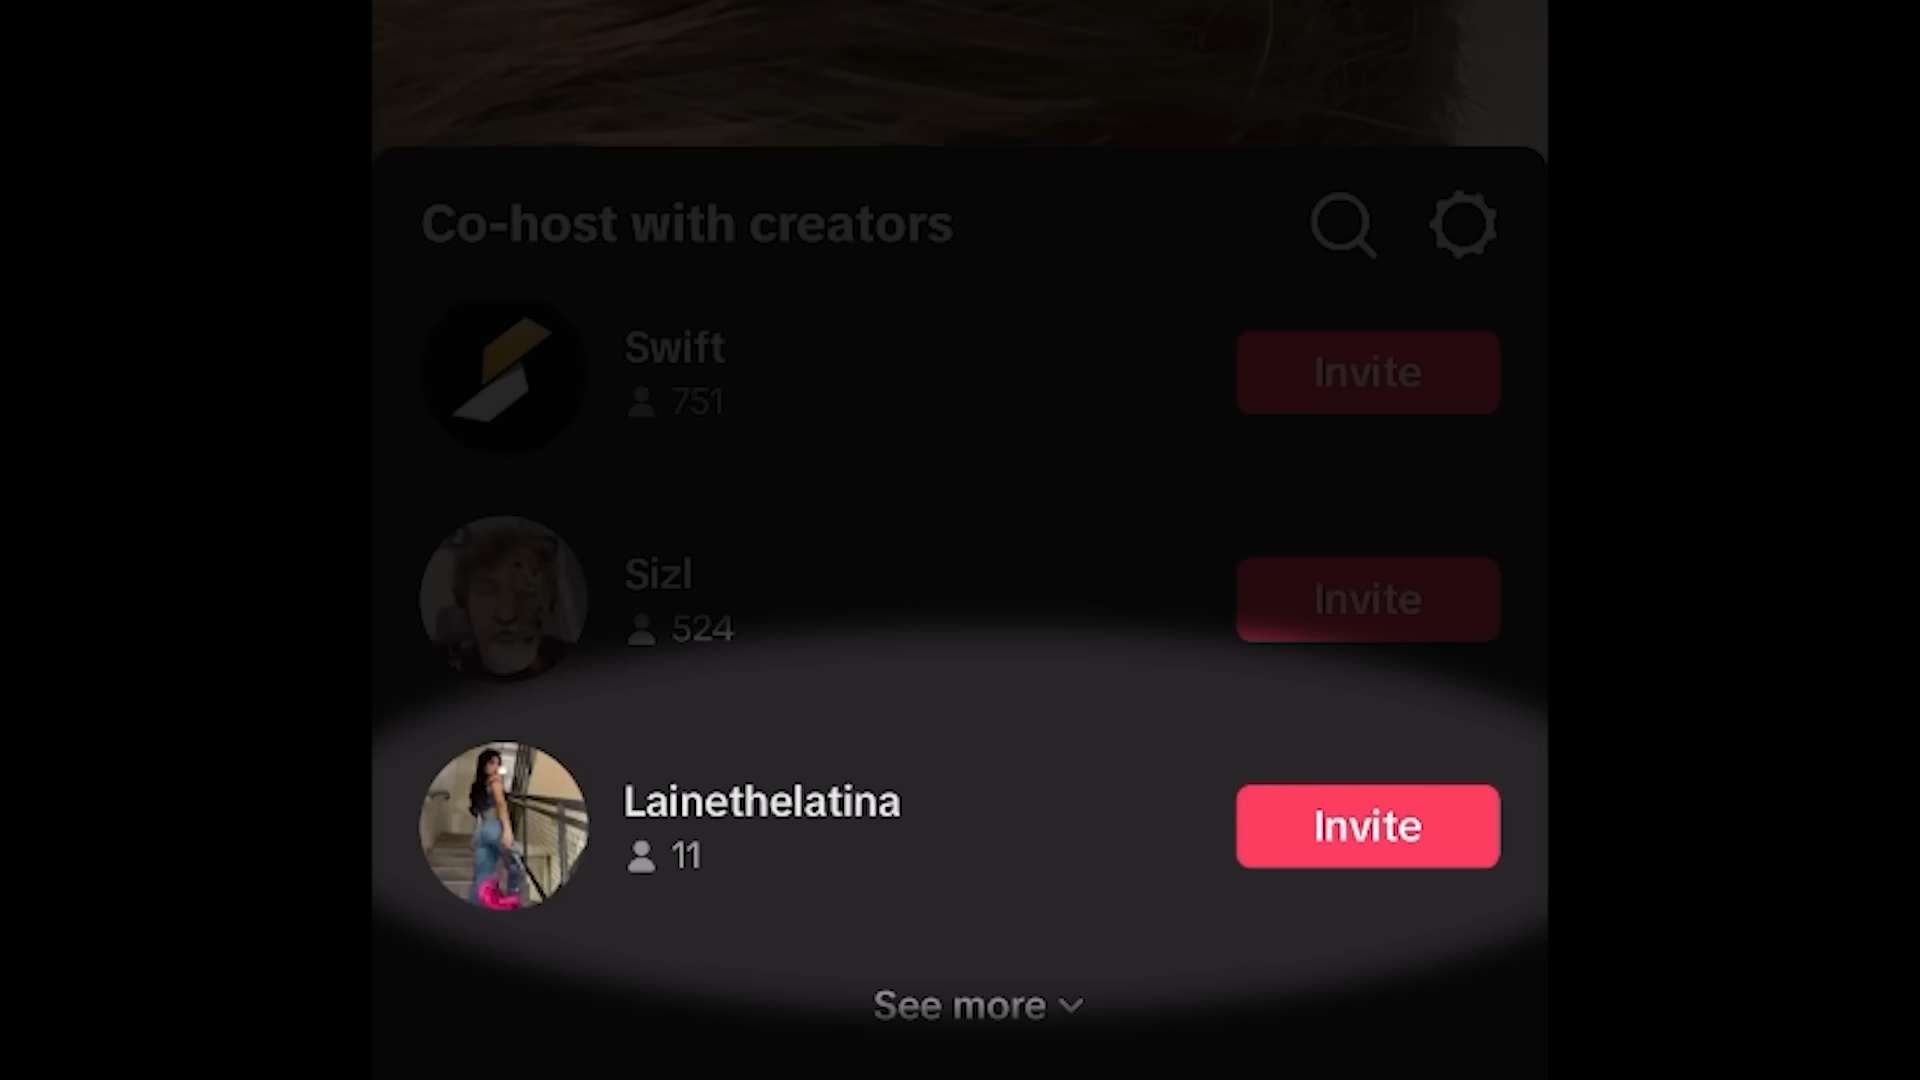 Co-host with creators
Swift
751
Invite
Sizl
524
Invite
Lainethelatina
11
Invite
See more